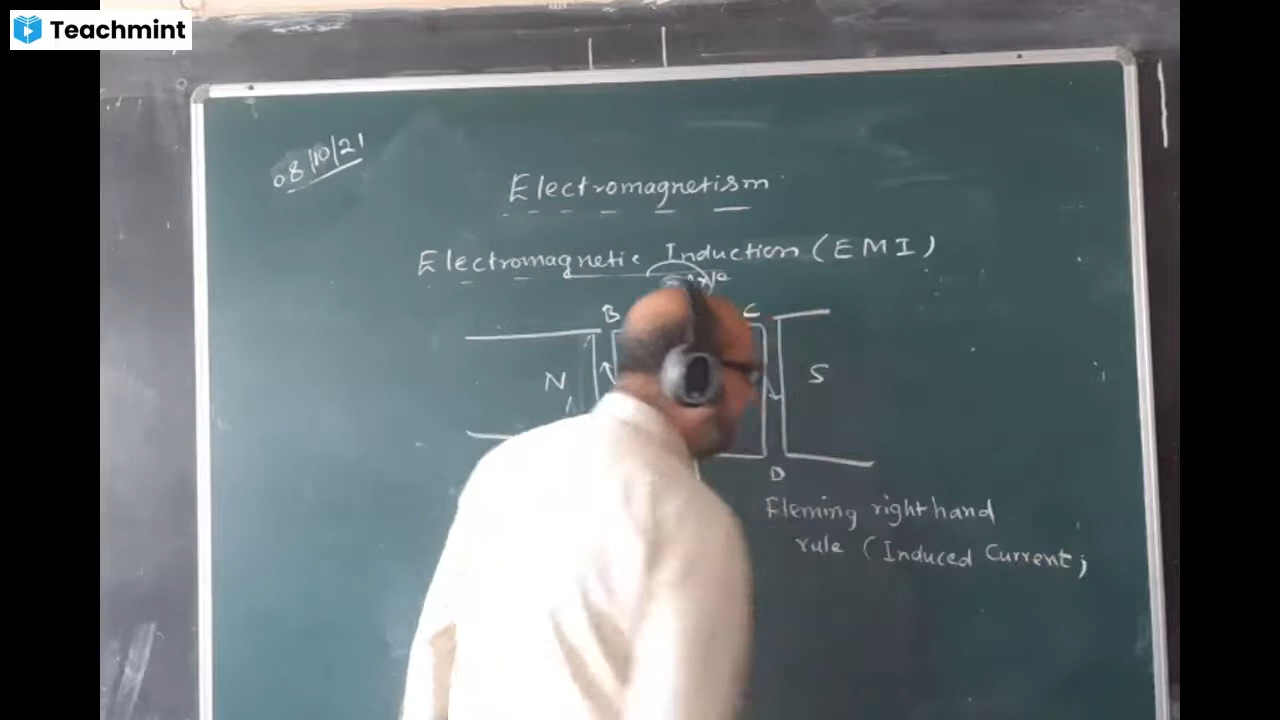 Teachmint
08/10/21
Electromagnetism
Electromagnetic Induction (EMI)
B
C
N
S
D
Fleming right hand
rule (Induced Current)